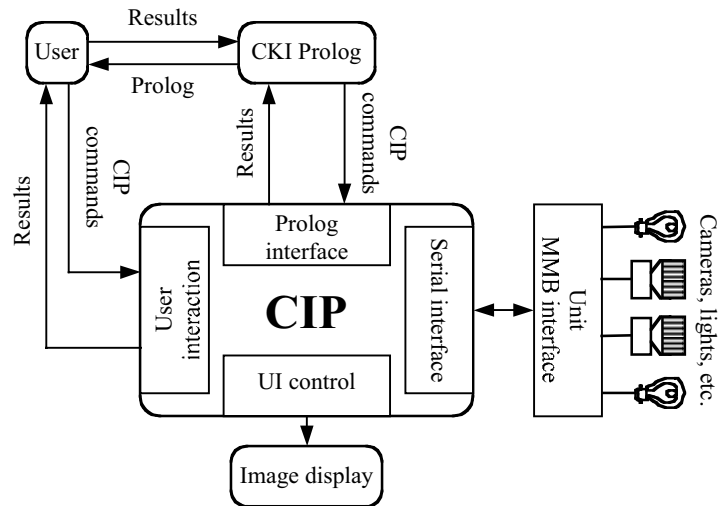 Results
User
CKI Prolog
Prolog
Results
CIP
commands
Results
CIP
commands
Prolog
interface
User
interaction
CIP
Serial interface
UI control
Unit
MMB interface
Cameras, lights, etc.
Image display